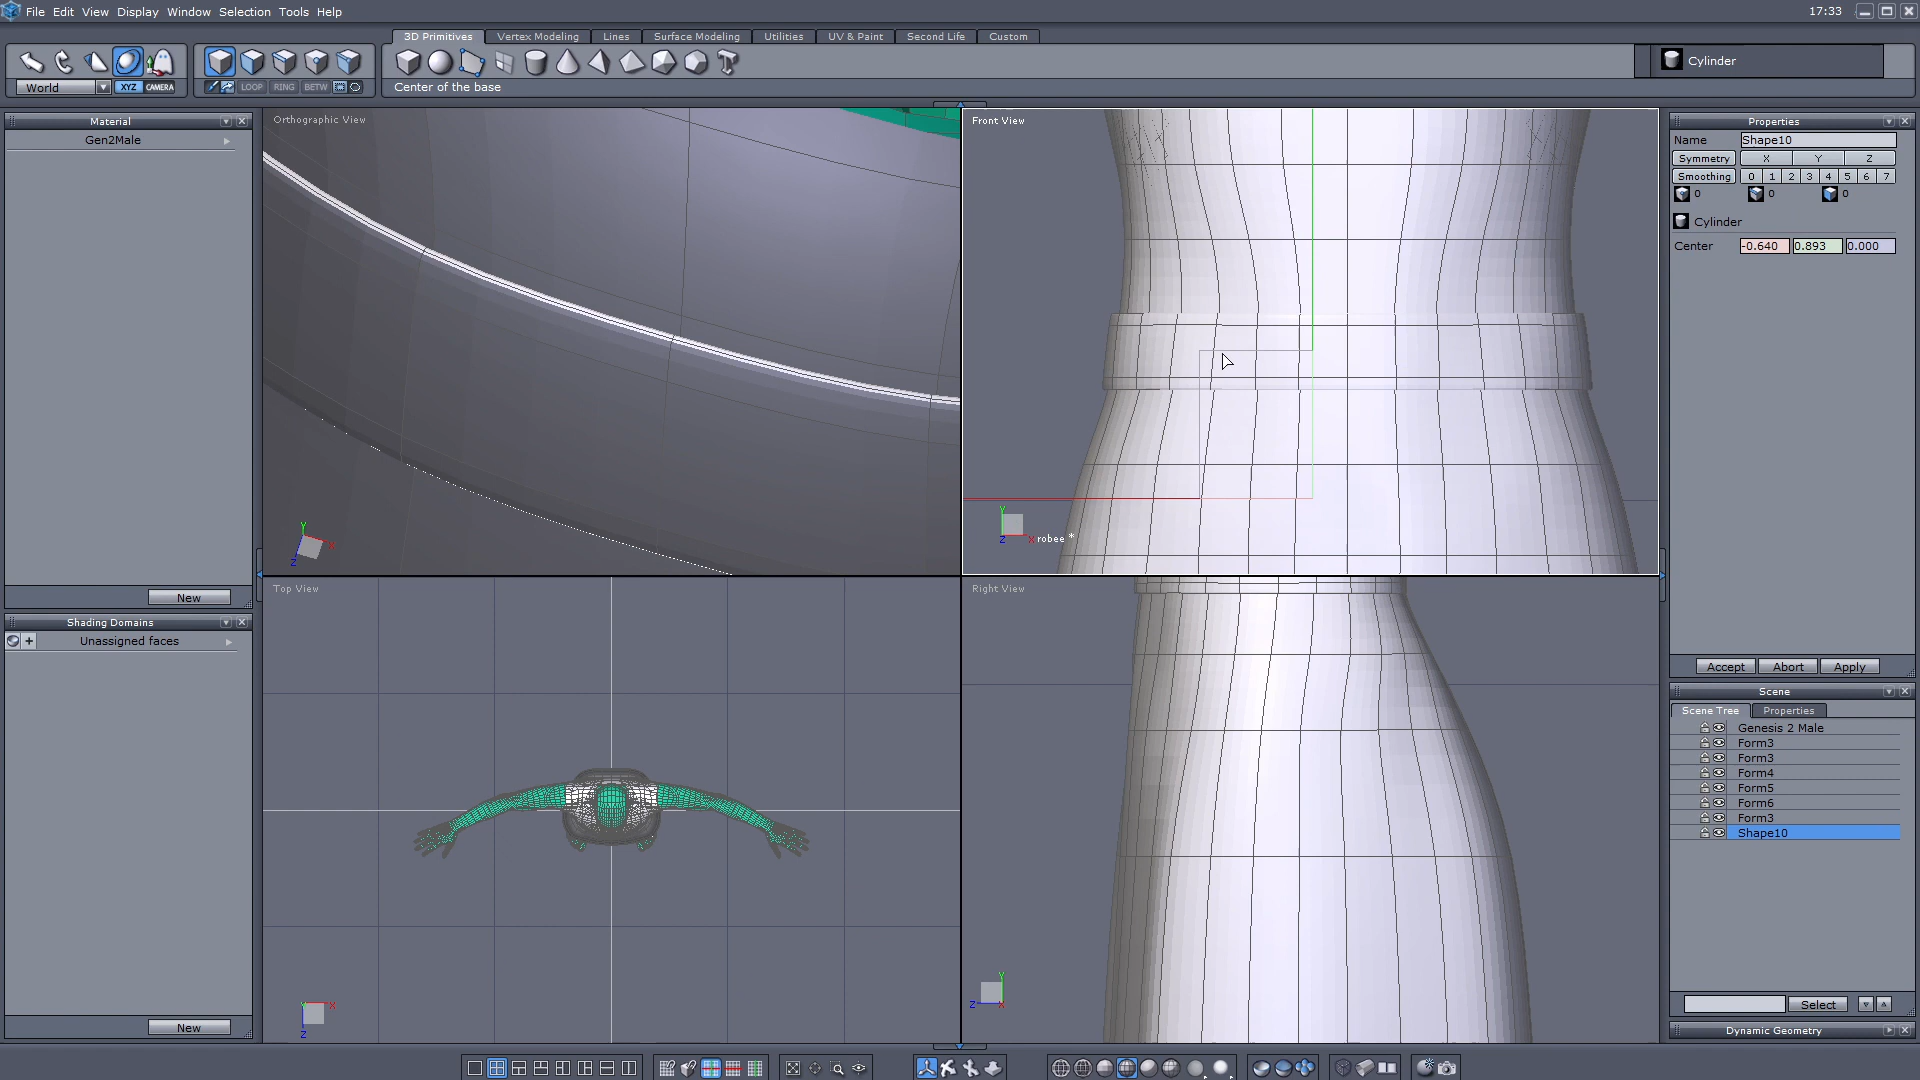 File Edit View Display Window Selection Tools Help
17:33
3D Primitives Vertex Modeling Lines Surface Modeling Utilities UV & Paint Second Life Custom
World XYZ CAMERA
LOOP RING BETW
Center of the base
Cylinder
Material
Gen2Male
New
Shading Domains
Unassigned faces
New
Orthographic View
Y
X
Z
Front View
Y
Z
X robee *
Top View
Y X
Z
Right View
Y
Z X
Properties
Name Shape10
Symmetry X Y Z
Smoothing 0 1 2 3 4 5 6 7
0 0 0
Cylinder
Center -0.640 0.893 0.000
Accept Abort Apply
Scene
Scene Tree Properties
Genesis 2 Male
Form3
Form3
Form4
Form5
Form6
Form3
Shape10
Select
Dynamic Geometry